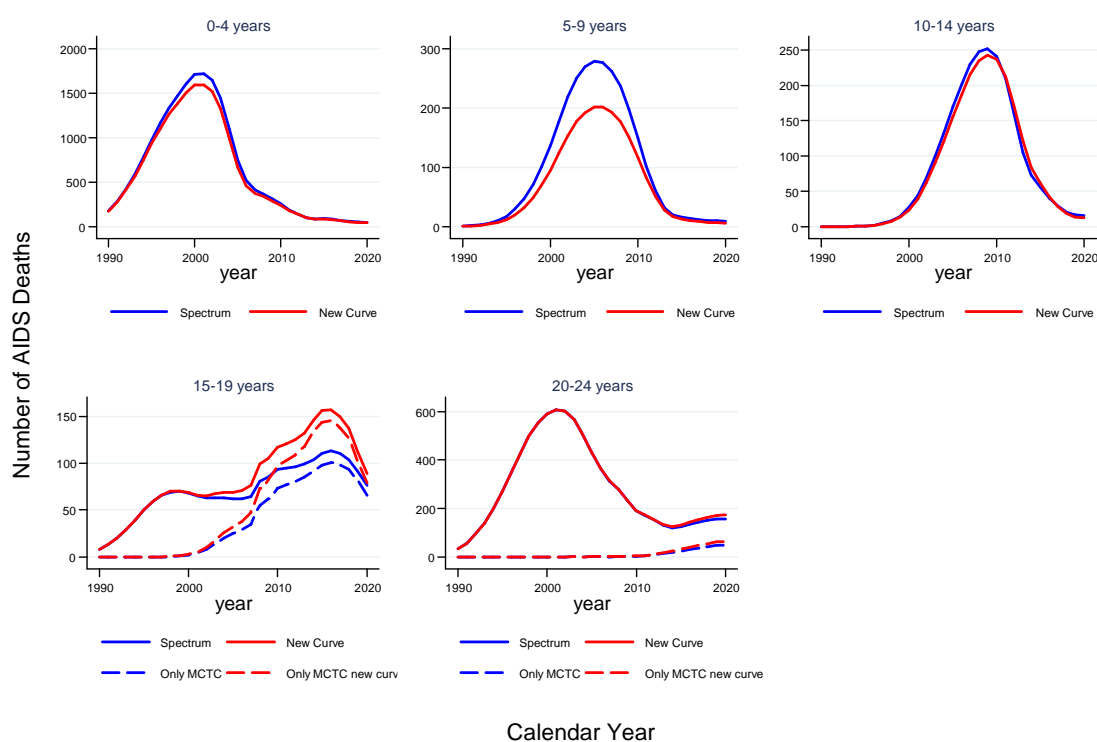 Number of AIDS Deaths
0-4 years
2000
1500
1000
500
0
1990 2000 2010 2020
year
Spectrum New Curve
5-9 years
300
200
100
0
1990 2000 2010 2020
year
Spectrum New Curve
10-14 years
250
200
150
100
50
0
1990 2000 2010 2020
year
Spectrum New Curve
15-19 years
150
100
50
0
1990 2000 2010 2020
year
Spectrum New Curve
Only MCTC Only MCTC new curv
20-24 years
600
400
200
0
1990 2000 2010 2020
year
Spectrum New Curve
Only MCTC Only MCTC new curve
Calendar Year